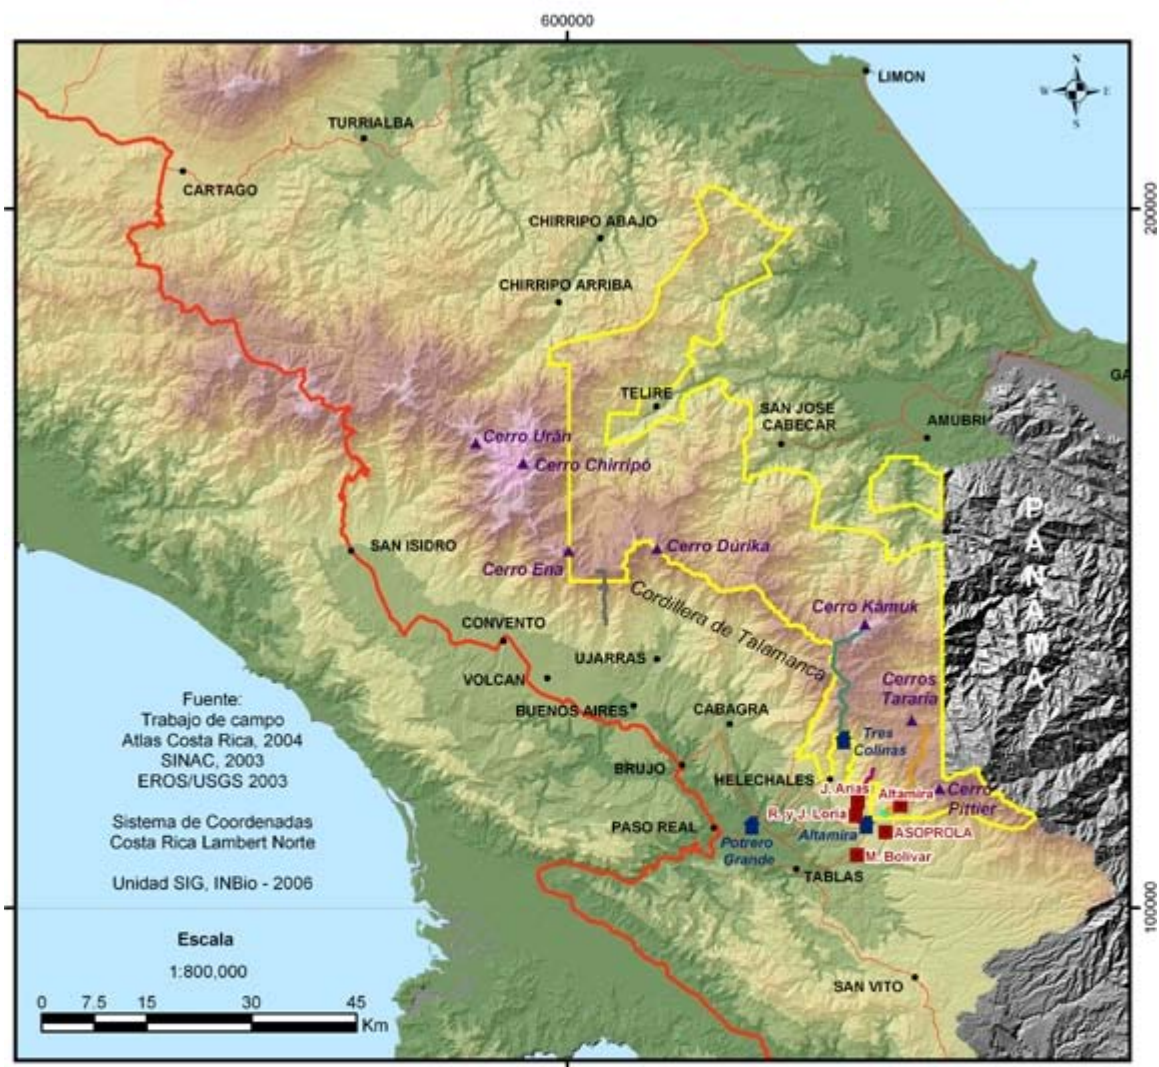 600000
LIMON
N
W
E
S
TURRIALBA
CARTAGO
200000
CHIRRIPO ABAJO
CHIRRIPO ARRIBA
TELIRE
SAN JOSE
CABECAR
AMUBRI
GA
Cerro Urán
Cerro Chirripó
PANAMA
SAN ISIDRO
Cerro Ena
Cerro Dúrika
Cordillera de Talamanca
Cerro Kámuk
CONVENTO
UJARRAS
VOLCAN
Cerros
Tararia
BUENOS AIRES
CABAGRA
Tres
Colinas
BRUJO
HELECHALES
J. Arias
Altamira
Cerro
Pittier
R. y J. Loria
PASO REAL
Potrero
Grande
Altamira
ASOPROLA
M. Bolivar
TABLAS
100000
SAN VITO
Fuente:
Trabajo de campo
Atlas Costa Rica, 2004
SINAC, 2003
EROS/USGS 2003
Sistema de Coordenadas
Costa Rica Lambert Norte
Unidad SIG, INBio - 2006
Escala
1:800,000
0 7.5 15 30 45
Km